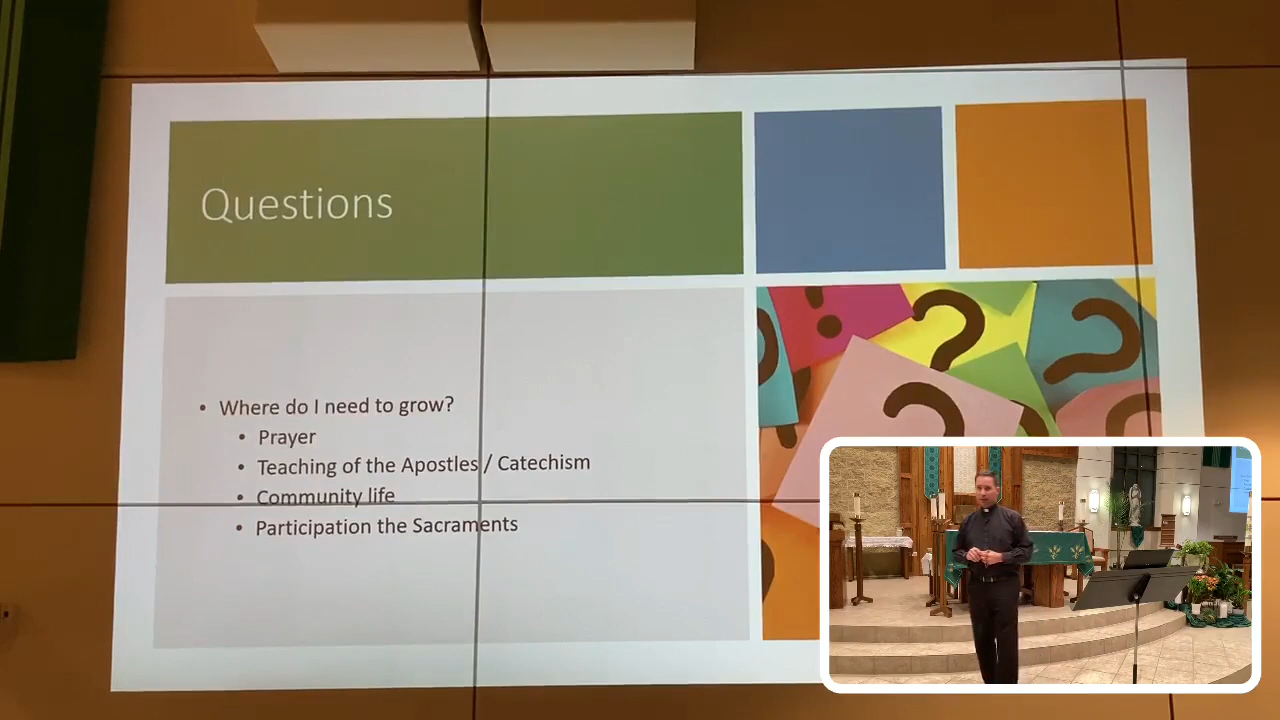 Questions
• Where do I need to grow?
• Prayer
• Teaching of the Apostles / Catechism
• Community life
• Participation the Sacraments